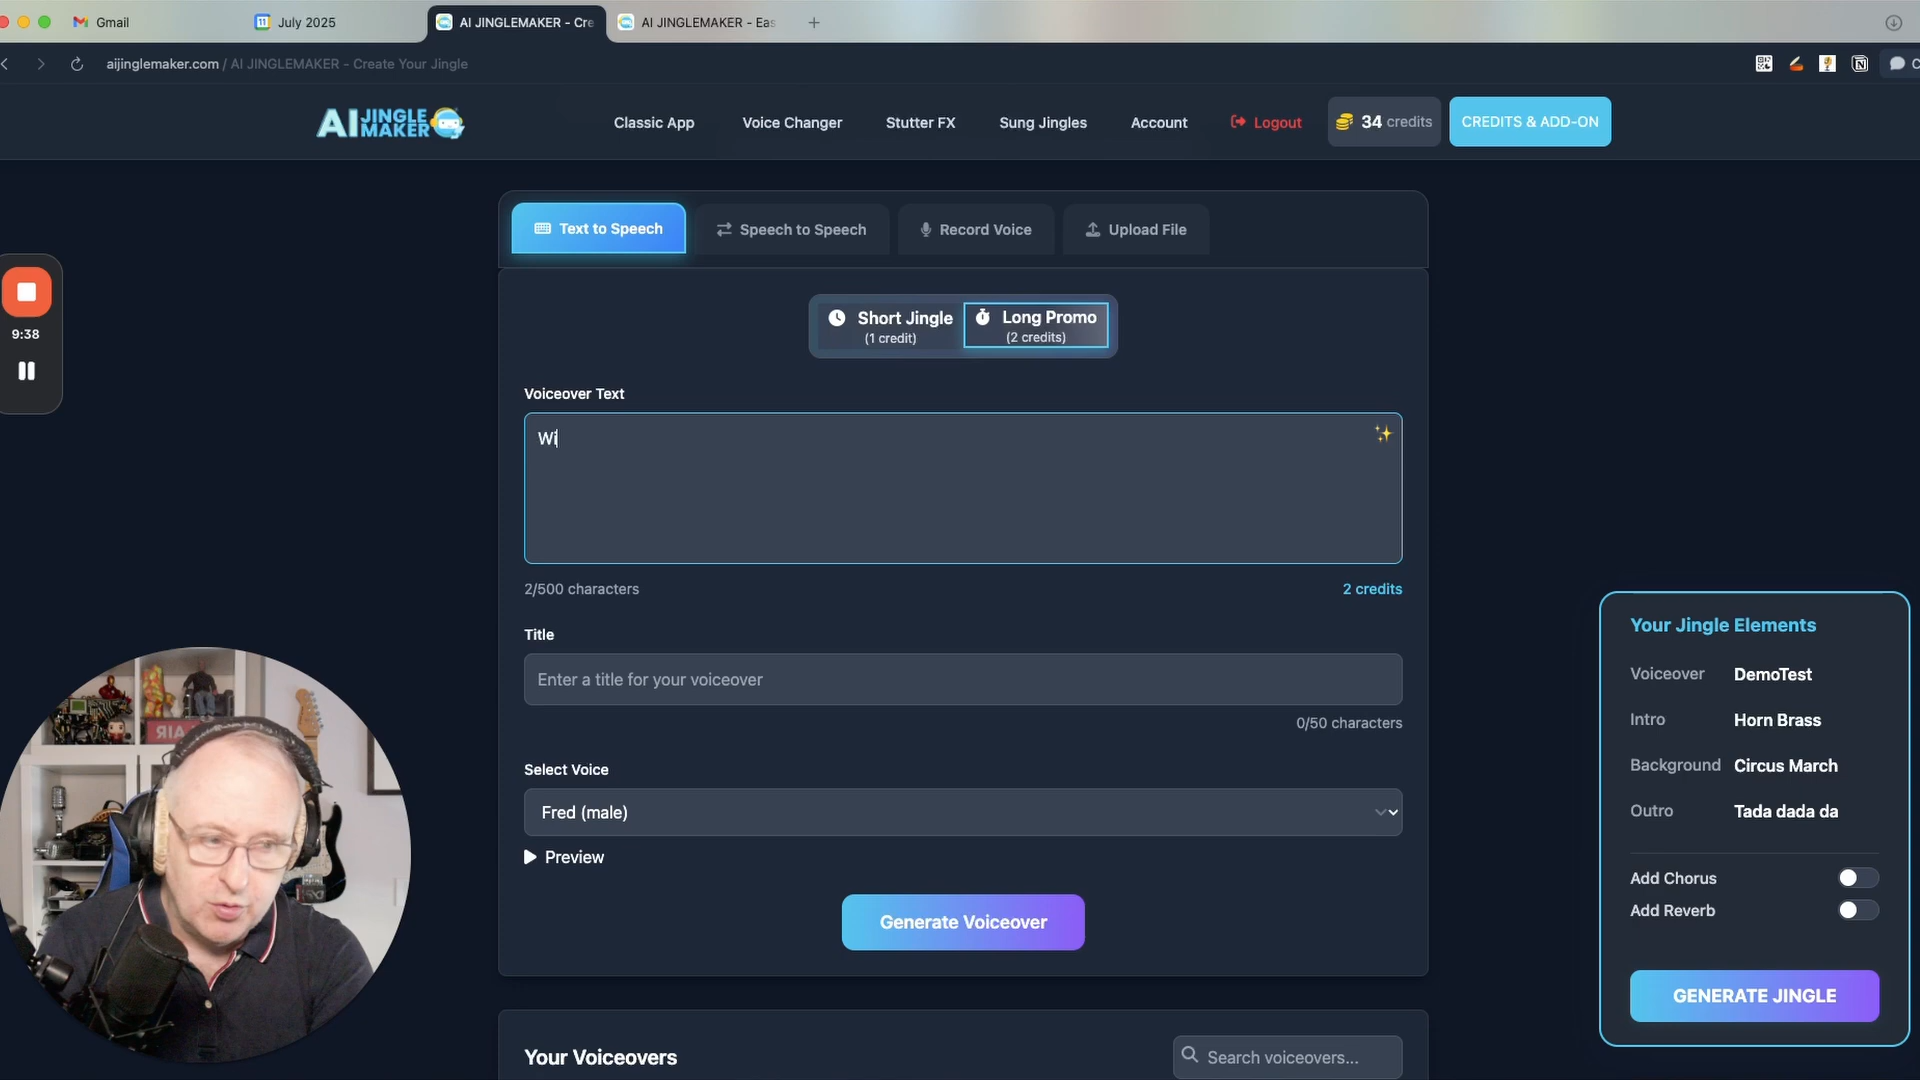 Gmail
July 2025
AI JINGLEMAKER - Cre
AI JINGLEMAKER - Eas
aijinglemaker.com / AI JINGLEMAKER - Create Your Jingle
AI JINGLE MAKER
Classic App
Voice Changer
Stutter FX
Sung Jingles
Account
Logout
34 credits
CREDITS & ADD-ON
Text to Speech
Speech to Speech
Record Voice
Upload File
Short Jingle
(1 credit)
Long Promo
(2 credits)
9:38
Voiceover Text
Wi
2/500 characters
2 credits
Title
Enter a title for your voiceover
0/50 characters
Select Voice
Fred (male)
Preview
Generate Voiceover
Your Voiceovers
Search voiceovers...
Your Jingle Elements
Voiceover DemoTest
Intro Horn Brass
Background Circus March
Outro Tada dada da
Add Chorus
Add Reverb
GENERATE JINGLE